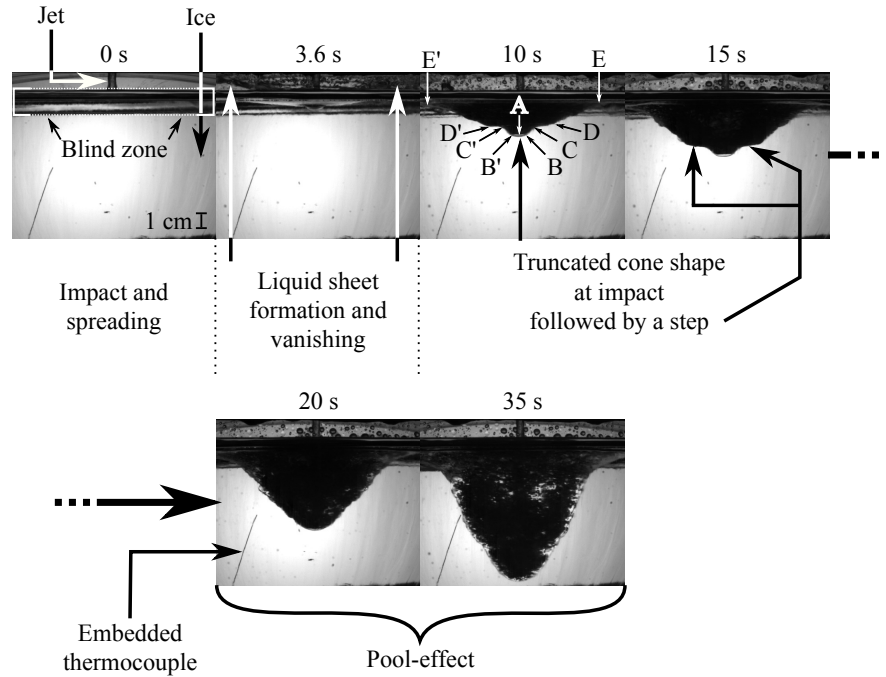 Jet
Ice
0 s
3.6 s
10 s
15 s
E'
E
A
D'
D
C'
C
B'
B
Blind zone
1 cm
Impact and
spreading
Liquid sheet
formation and
vanishing
Truncated cone shape
at impact
followed by a step
20 s
35 s
Embedded
thermocouple
Pool-effect